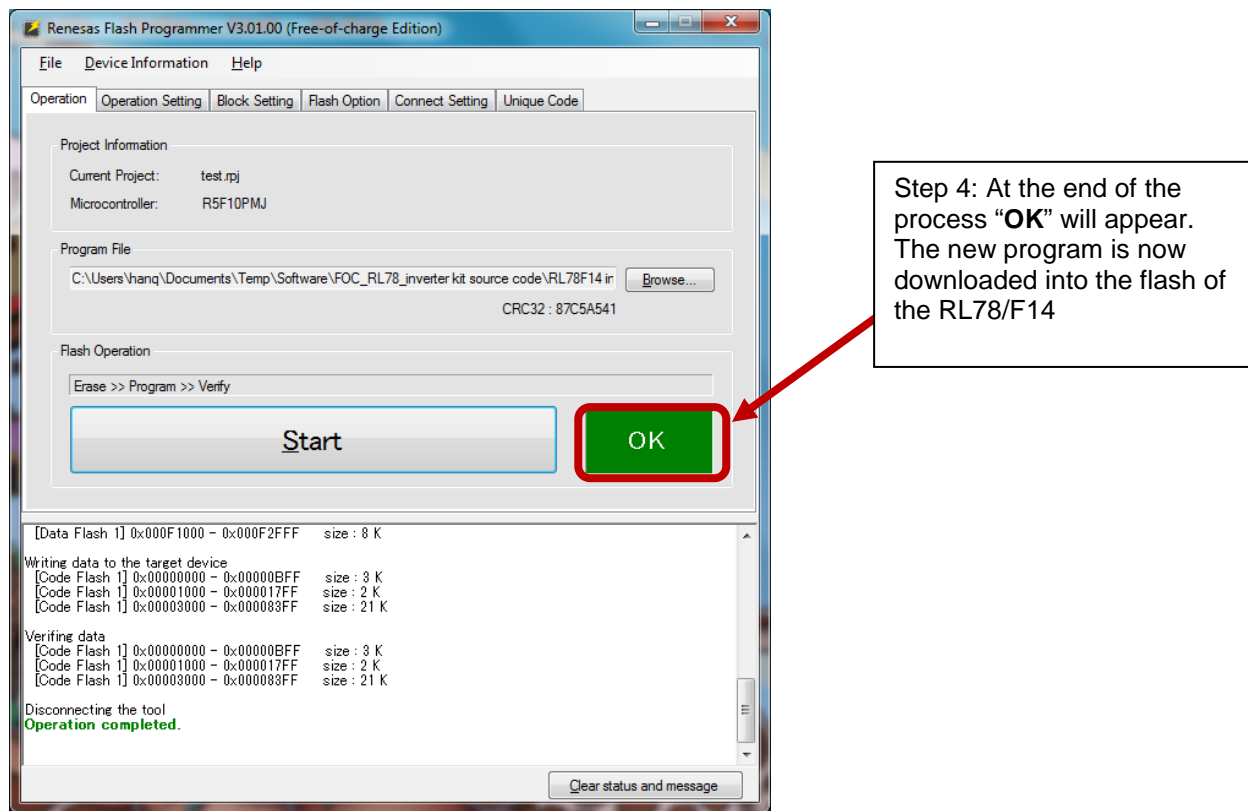 Renesas Flash Programmer V3.01.00 (Free-of-charge Edition)
File Device Information Help
Operation Operation Setting Block Setting Flash Option Connect Setting Unique Code
Project Information
Current Project: test.rpj
Microcontroller: R5F10PMJ
Program File
C:\Users\hanq\Documents\Temp\Software\FOC_RL78_inverter kit source code\RL78F14 in Browse...
CRC32 : 87C5A541
Flash Operation
Erase >> Program >> Verify
Start OK
[Data Flash 1] 0x000F1000 - 0x000F2FFF size : 8 K
Writing data to the target device
[Code Flash 1] 0x00000000 - 0x00000BFF size : 3 K
[Code Flash 1] 0x00001000 - 0x000017FF size : 2 K
[Code Flash 1] 0x00003000 - 0x000083FF size : 21 K
Verifing data
[Code Flash 1] 0x00000000 - 0x00000BFF size : 3 K
[Code Flash 1] 0x00001000 - 0x000017FF size : 2 K
[Code Flash 1] 0x00003000 - 0x000083FF size : 21 K
Disconnecting the tool
Operation completed.
Clear status and message
Step 4: At the end of the
process “OK” will appear.
The new program is now
downloaded into the flash of
the RL78/F14